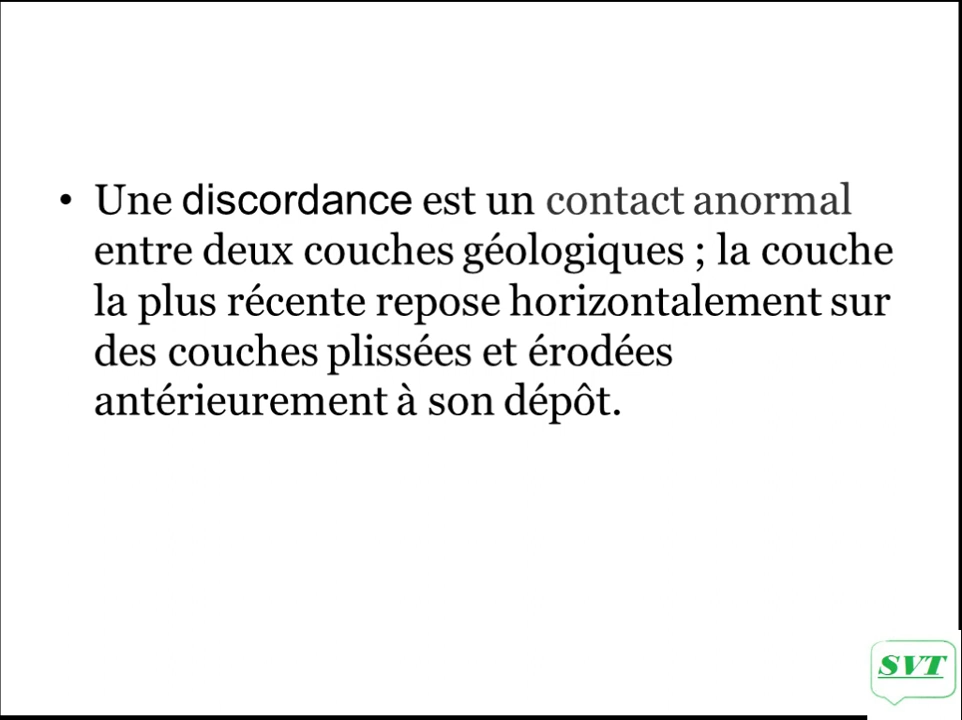 • Une discordance est un contact anormal
entre deux couches géologiques ; la couche
la plus récente repose horizontalement sur
des couches plissées et érodées
antérieurement à son dépôt.
SVT